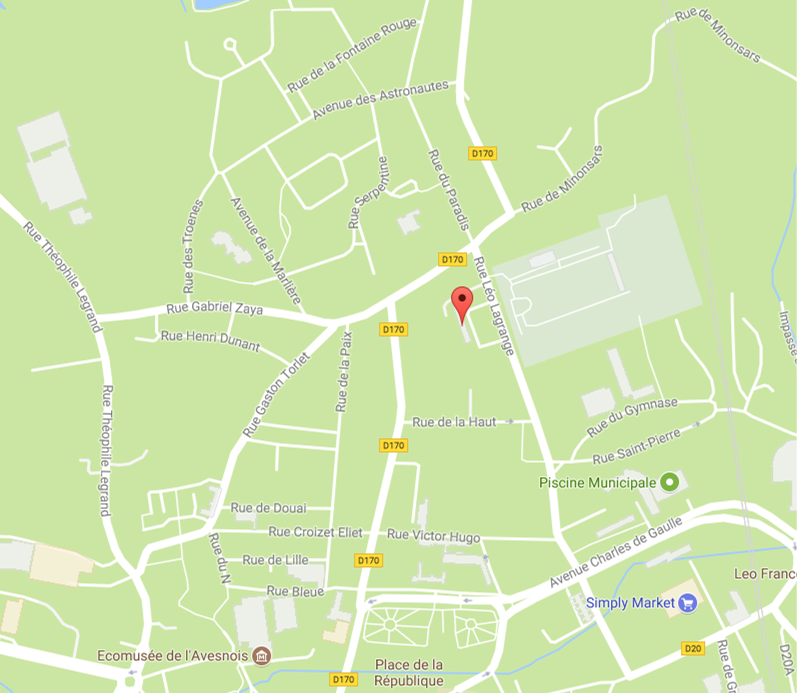 Rue de Minonsars
Rue de la Fontaine Rouge
Avenue des Astronautes
D170
Rue du Paradis
Rue de Minonsars
Rue Serpentine
Rue des Troenes
Avenue de la Marlière
Rue Théophile Legrand
D170
Rue Léo Lagrange
Rue Gabriel Zaya
D170
Rue Henri Dunant
Impasse
Rue de la Paix
Rue Gaston Torlet
Rue Théophile Legrand
Rue de la Haut
Rue du Gymnase
D170
Rue Saint-Pierre
Piscine Municipale
Rue de Douai
Rue Croizet Eliet
Rue Victor Hugo
Avenue Charles de Gaulle
Rue du N
Rue de Lille
D170
Leo Franc
Rue Bleue
Simply Market
Ecomusée de l'Avesnois
D20
D20A
Rue de G
Place de la
République
D170